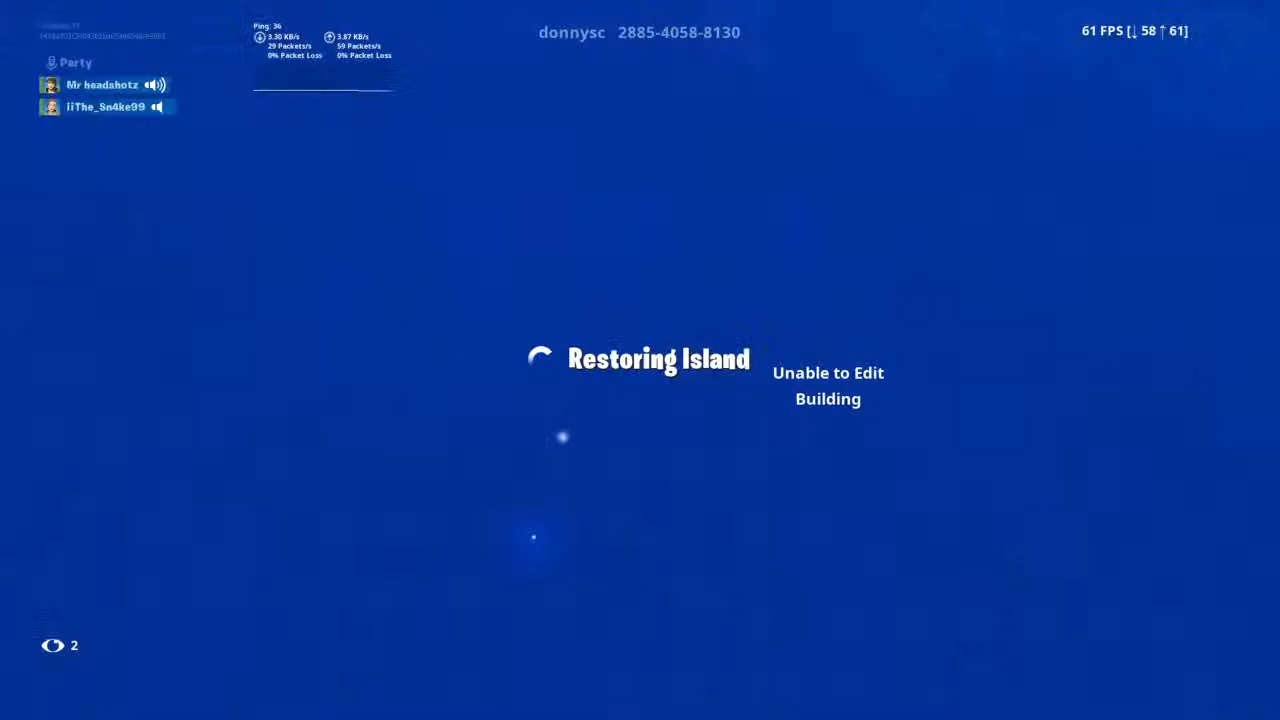 Ping: 36
3.30 KB/s 3.87 KB/s
29 Packets/s 59 Packets/s
0% Packet Loss 0% Packet Loss
donnysc 2885-4058-8130
61 FPS [↓ 58 ↑ 61]
Party
Mr headshotz
iiThe_Sn4ke99
Restoring Island
Unable to Edit
Building
2